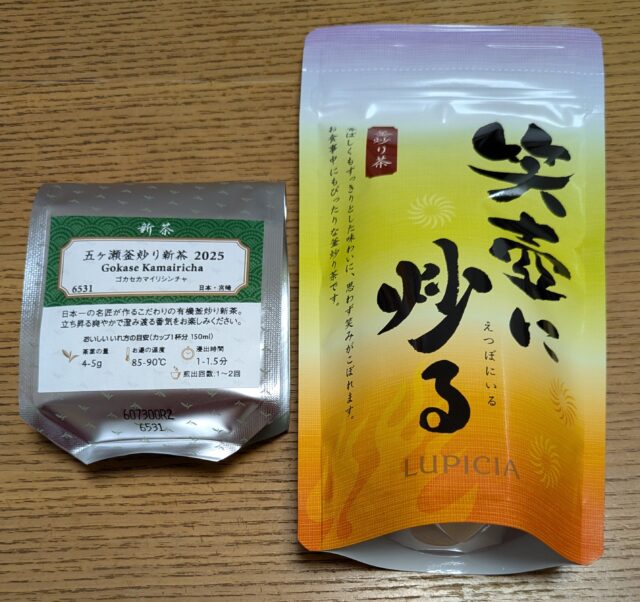 新茶
五ヶ瀬釜炒り新茶 2025
Gokase Kamairicha
ゴカセカマイリシンチャ
6531
日本・宮崎
日本一の名匠が作るこだわりの有機釜炒り新茶。
立ち昇る爽やかで澄み渡る香気をお楽しみください。
おいしいいれ方の目安(カップ1杯分 150ml)
茶葉の量
4-5g
お湯の温度
85-90℃
浸出時間
1-1.5分
煎出回数:1〜2回
607300R2
6531
笑壺に
炒る
えつぼにいる
釜炒り茶
ばしくもすっきりとした味わいに、思わず笑みがこぼれます。
お食事中にもぴったりな釜炒り茶です。
LUPICIA